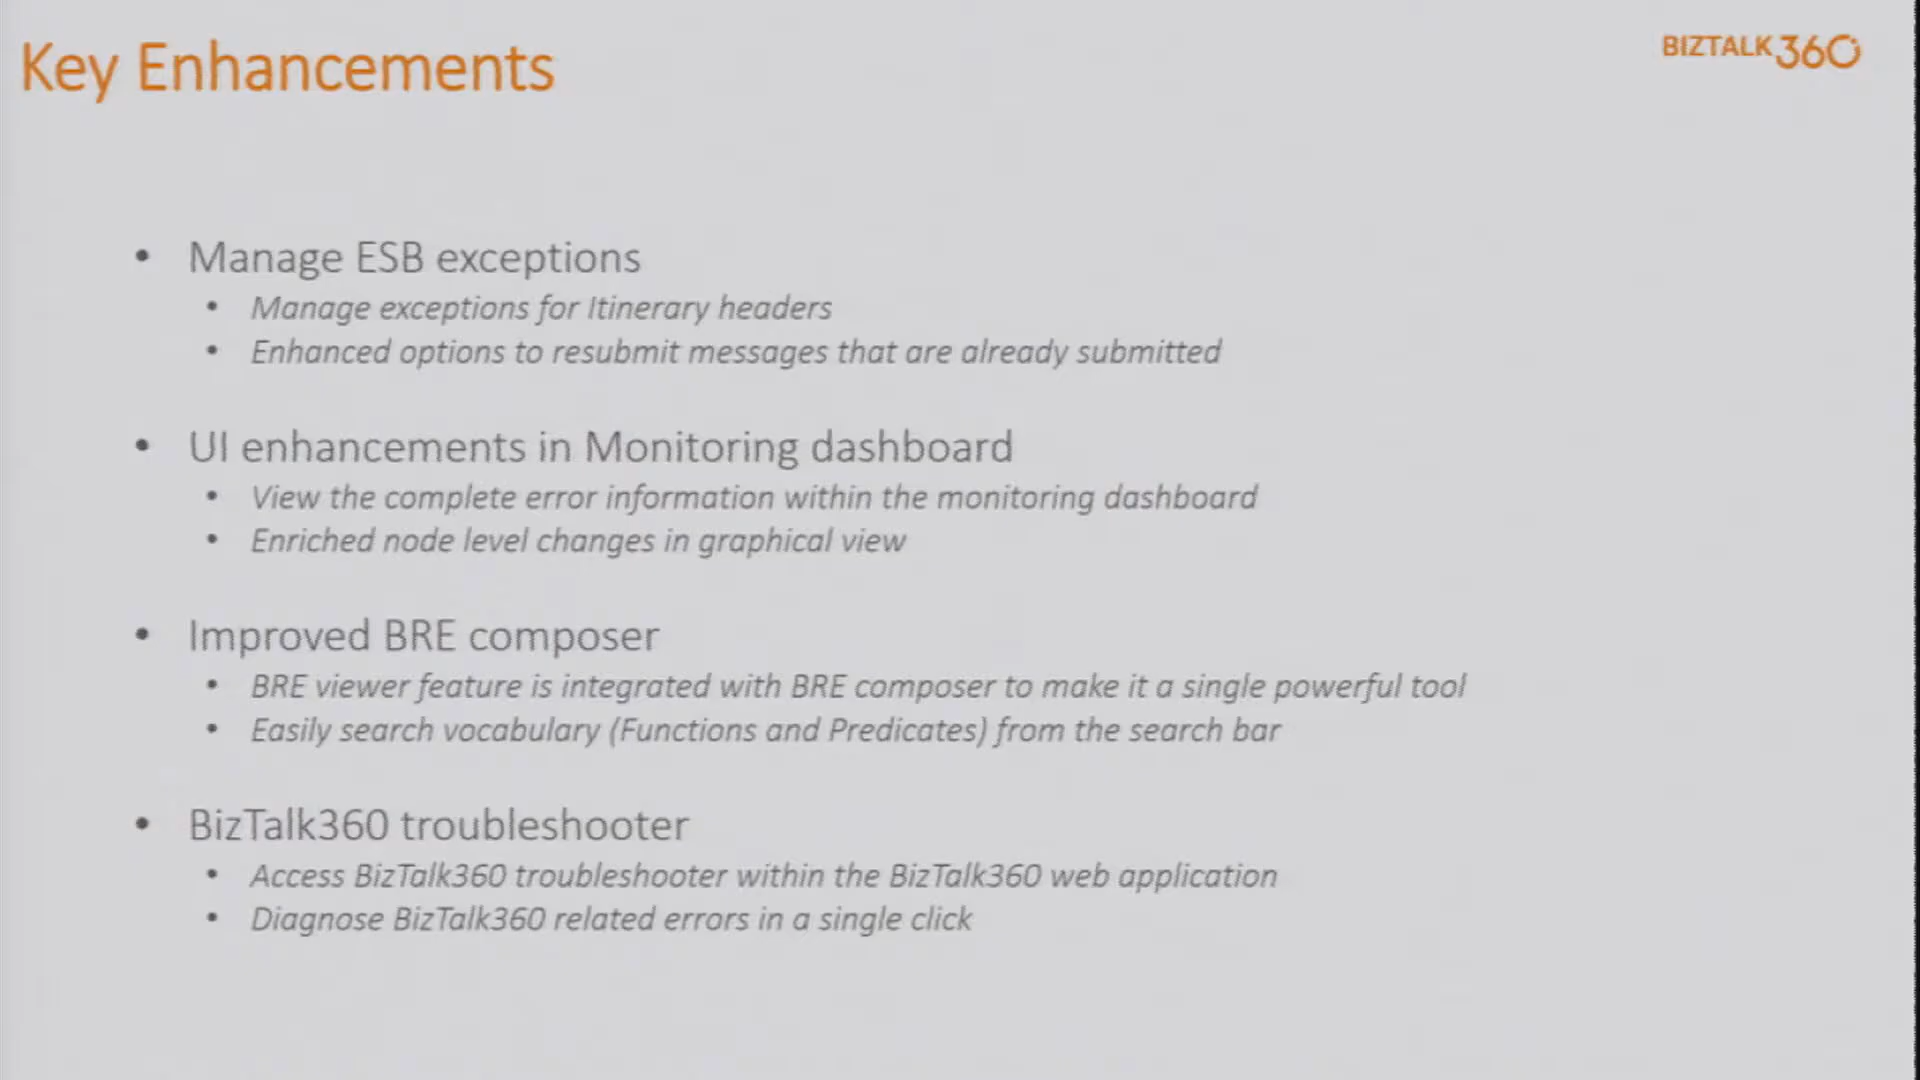 Key Enhancements
BIZTALK360
• Manage ESB exceptions
• Manage exceptions for Itinerary headers
• Enhanced options to resubmit messages that are already submitted
• UI enhancements in Monitoring dashboard
• View the complete error information within the monitoring dashboard
• Enriched node level changes in graphical view
• Improved BRE composer
• BRE viewer feature is integrated with BRE composer to make it a single powerful tool
• Easily search vocabulary (Functions and Predicates) from the search bar
• BizTalk360 troubleshooter
• Access BizTalk360 troubleshooter within the BizTalk360 web application
• Diagnose BizTalk360 related errors in a single click